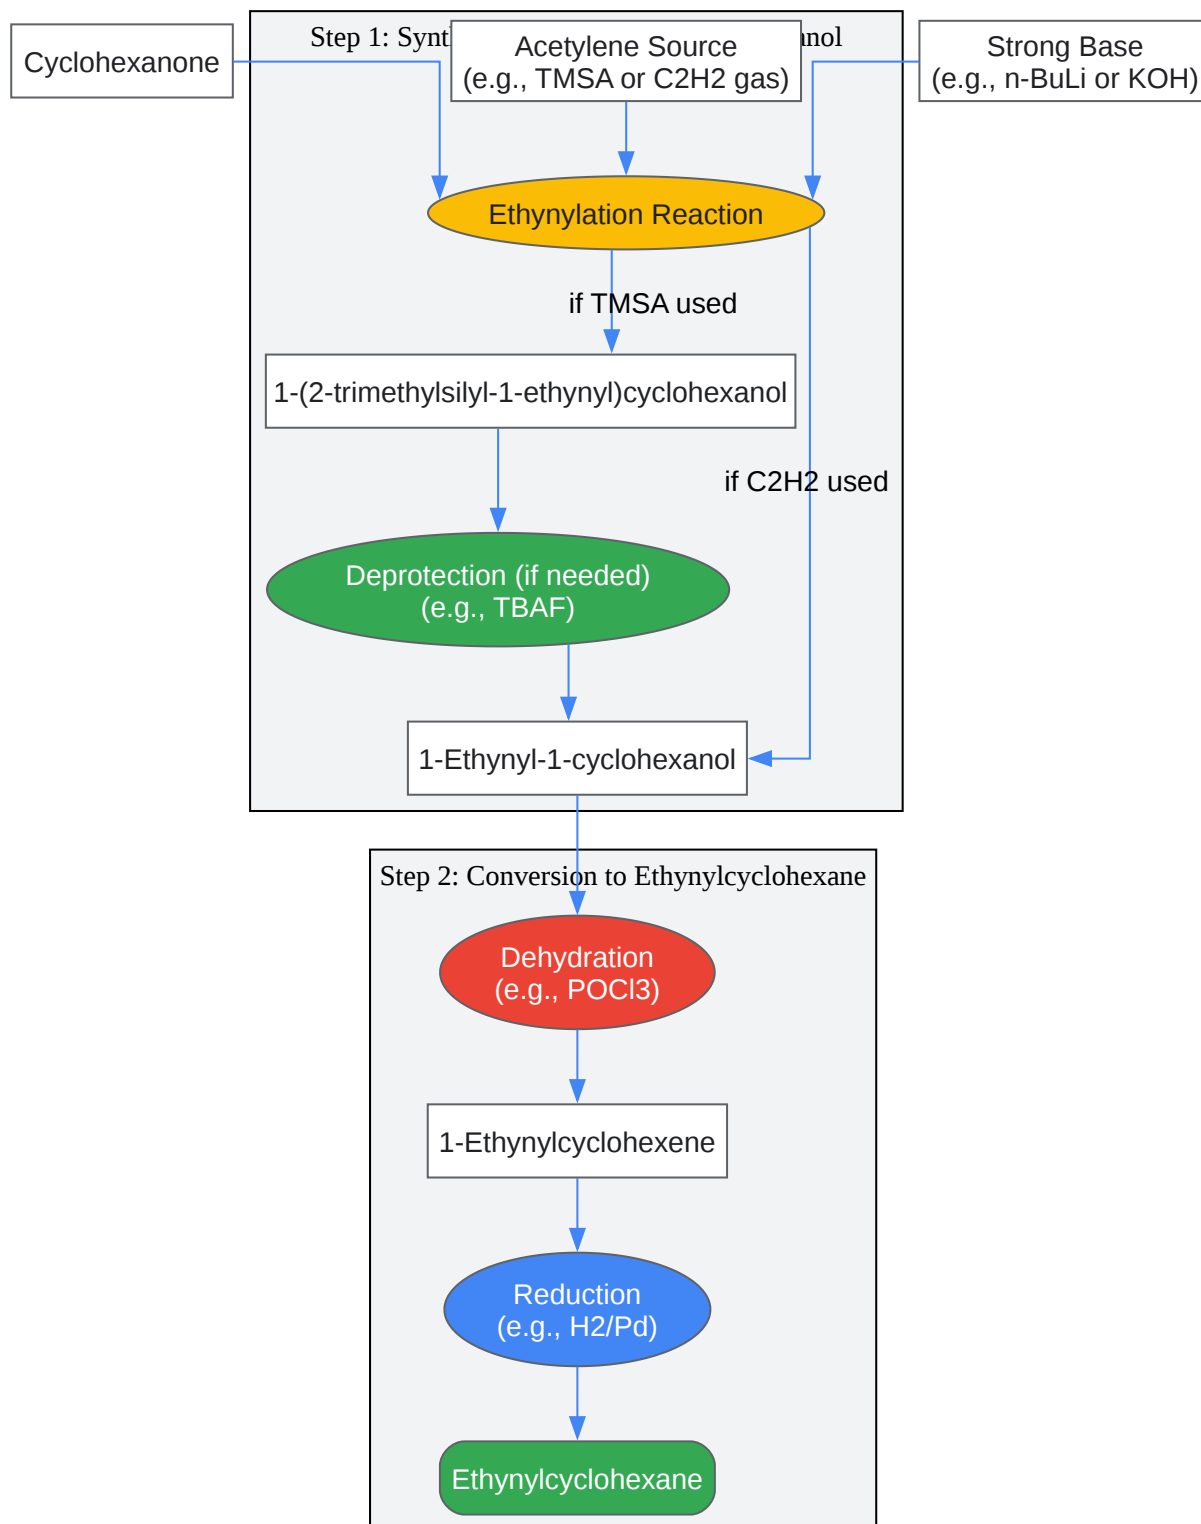 Step 1: Synt
anol
Cyclohexanone
Acetylene Source
(e.g., TMSA or C2H2 gas)
Strong Base
(e.g., n-BuLi or KOH)
Ethynylation Reaction
if TMSA used
1-(2-trimethylsilyl-1-ethynyl)cyclohexanol
if C2H2 used
Deprotection (if needed)
(e.g., TBAF)
1-Ethynyl-1-cyclohexanol
Step 2: Conversion to Ethynylcyclohexane
Dehydration
(e.g., POCl3)
1-Ethynylcyclohexene
Reduction
(e.g., H2/Pd)
Ethynylcyclohexane